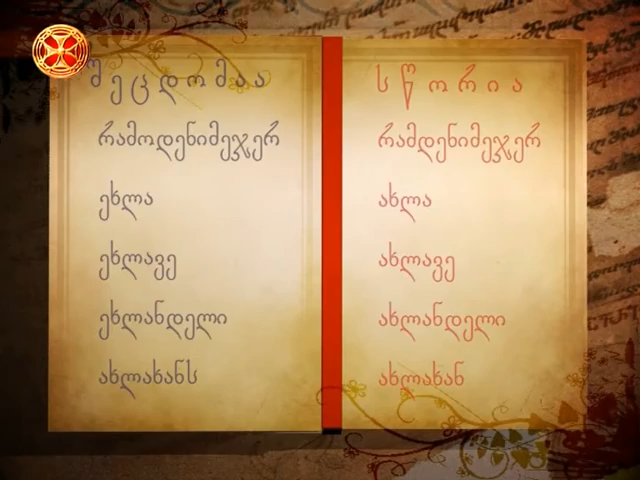 შეცდომაა
რამოდენიმეჯერ
ეხლა
ეხლავე
ეხლანდელი
ახლახანს
სწორია
რამდენიმეჯერ
ახლა
ახლავე
ახლანდელი
ახლახან